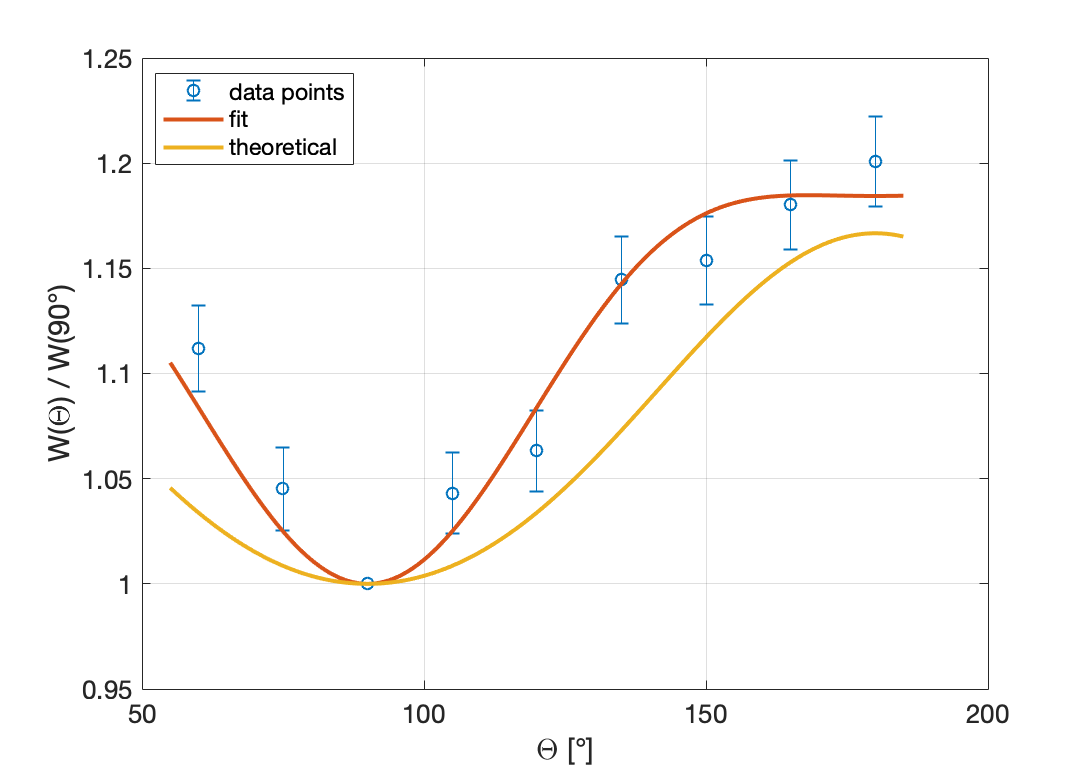 1.25
1.2
1.15
1.1
1.05
1
0.95
data points
fit
theoretical
W(Θ) / W(90°)
50
100
150
200
Θ [°]